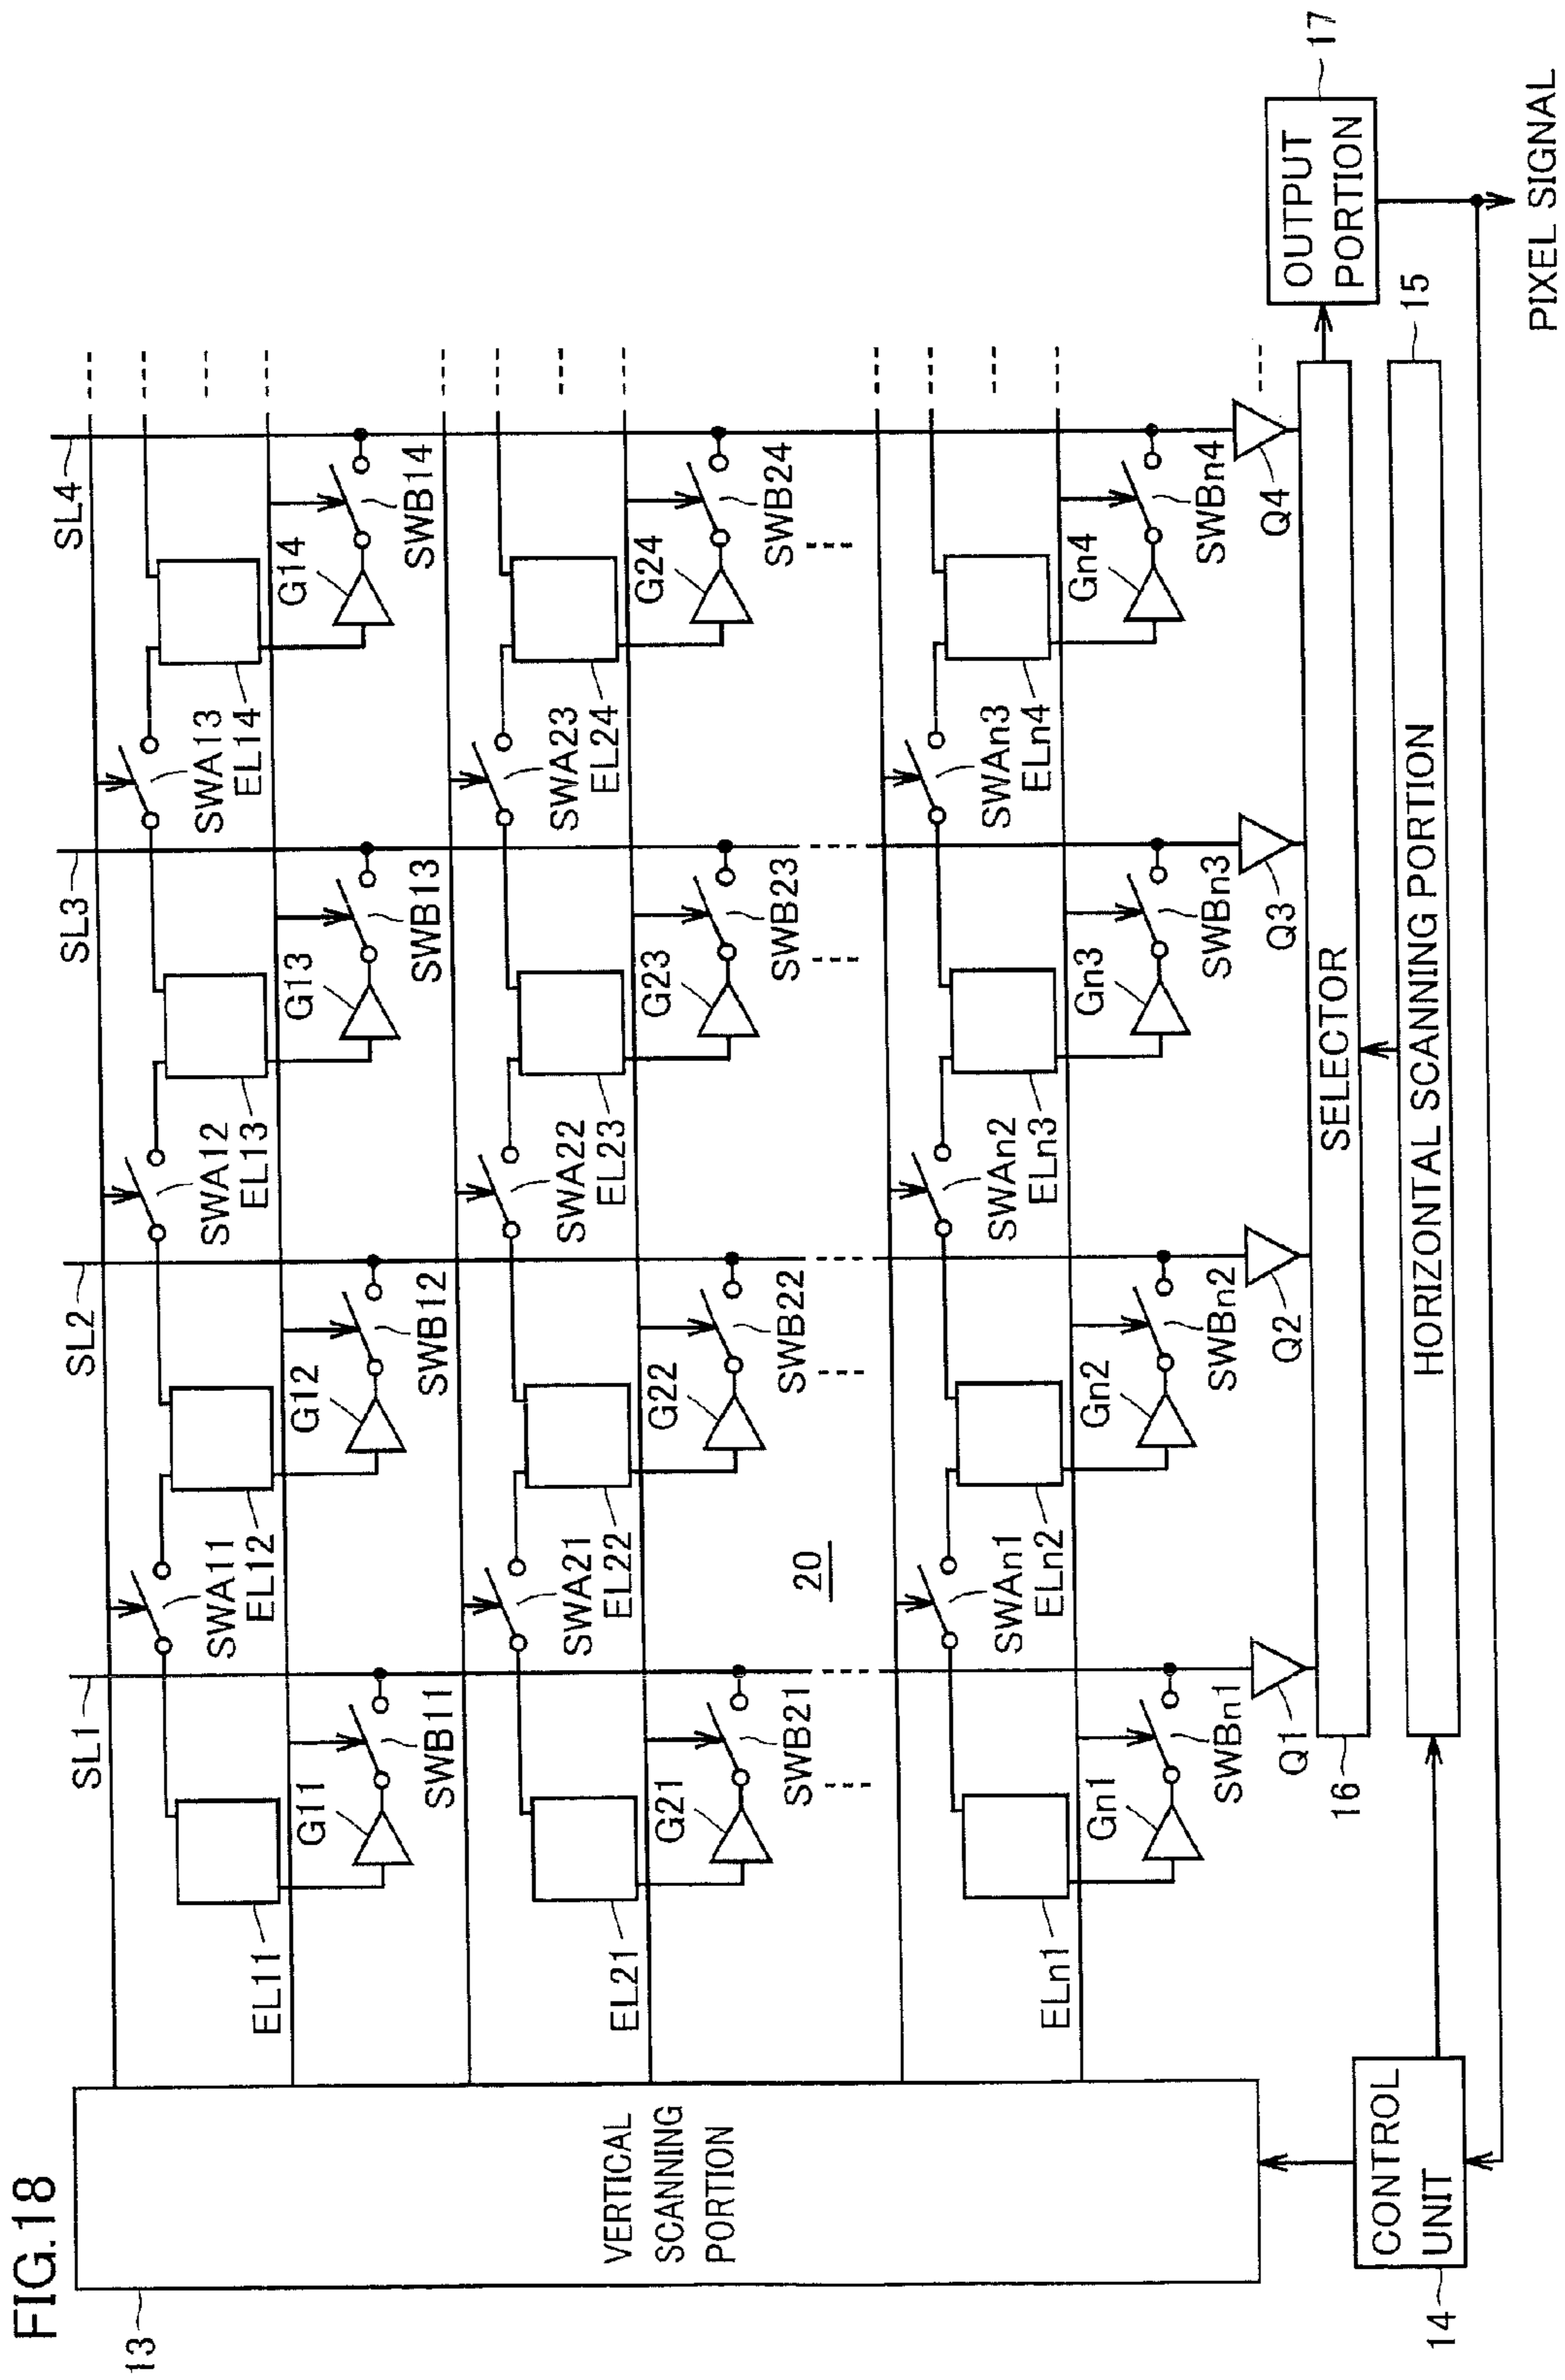 FIG.18
SL1
SL2
SL3
SL4
SWA11
SWA12
SWA13
EL11
EL12
EL13
EL14
G11
G12
G13
G14
SWB11
SWB12
SWB13
SWB14
SWA21
SWA22
SWA23
EL21
EL22
EL23
EL24
G21
G22
G23
G24
SWB21
SWB22
SWB23
SWB24
20
SWAn1
SWAn2
SWAn3
ELn1
ELn2
ELn3
ELn4
Gn1
Gn2
Gn3
Gn4
SWBn1
SWBn2
SWBn3
SWBn4
Q1
Q2
Q3
Q4
13
VERTICAL
SCANNING
PORTION
16
SELECTOR
OUTPUT
PORTION
17
HORIZONTAL SCANNING PORTION
15
14
CONTROL
UNIT
PIXEL SIGNAL